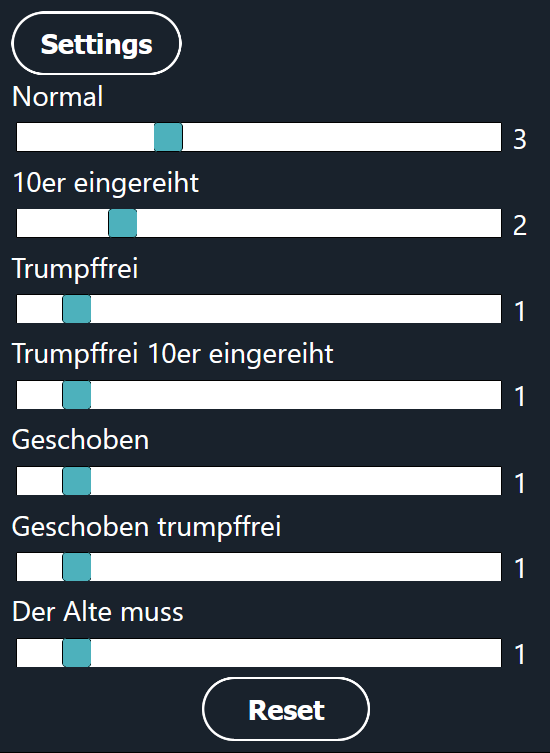 Settings
Normal
3
10er eingereiht
2
Trumpffrei
1
Trumpffrei 10er eingereiht
1
Geschoben
1
Geschoben trumpffrei
1
Der Alte muss
1
Reset